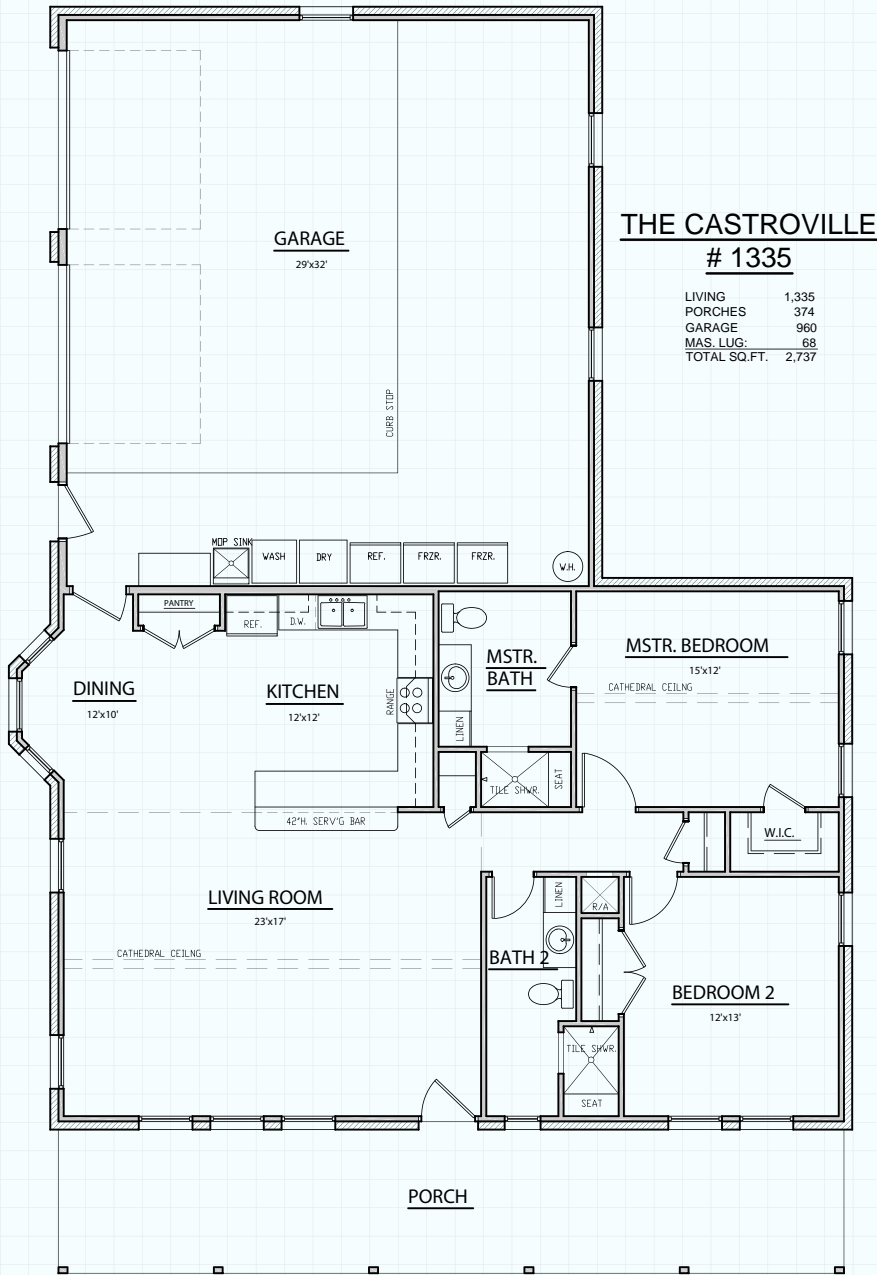 GARAGE
29'x32'
THE CASTROVILLE
# 1335
LIVING 1,335
PORCHES 374
GARAGE 960
MAS. LUG: 68
TOTAL SQ.FT. 2,737
CURB STOP
MOP SINK
WASH
DRY
REF.
FRZR.
FRZR.
W.H.
PANTRY
REF.
D.W.
MSTR.
BATH
MSTR. BEDROOM
15'x12'
CATHEDRAL CEILNG
DINING
12'x10'
KITCHEN
12'x12'
RANGE
LINEN
TILE SHWR.
SEAT
42"H. SERV'G BAR
W.I.C.
LIVING ROOM
23'x17'
CATHEDRAL CEILNG
LINEN
R/A
BATH 2
BEDROOM 2
12'x13'
TILE SHWR.
SEAT
PORCH